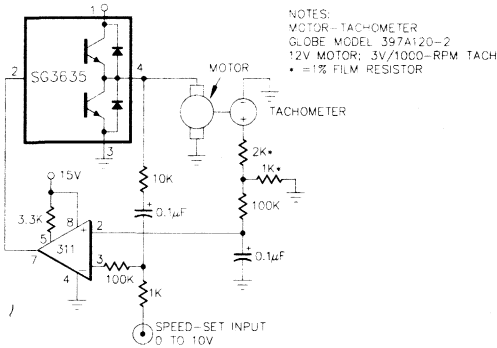 NOTES:
MOTOR-TACHOMETER
GLOBE MODEL 397A120-2
12V MOTOR; 3V/1000-RPM TACH
* =1% FILM RESISTOR
1
SG3635
2
4
3
MOTOR
TACHOMETER
2K*
1K*
15V
10K
3.3K
100K
0.1µF
8
5
+
2
311
7
0.1µF
3
4
100K
1K
SPEED-SET INPUT
0 TO 10V